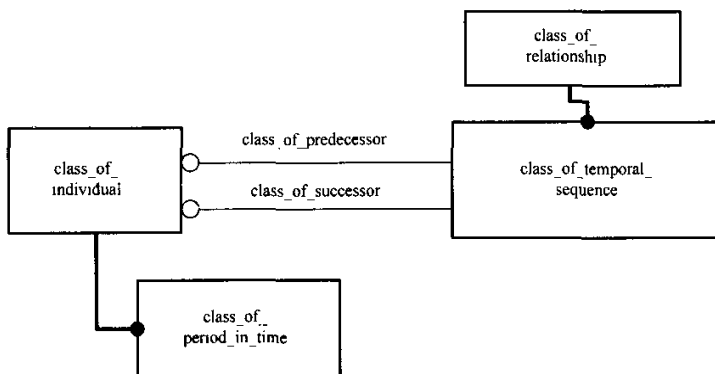 class_of_
relationship
class_of_predecessor
class_of_
individual
class_of_temporal_
sequence
class_of_successor
class_of_
period_in_time